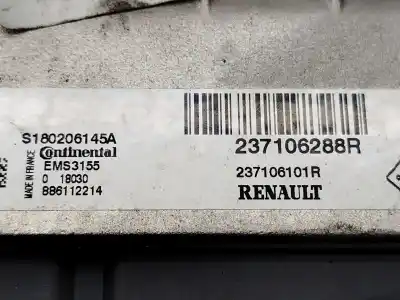 S180206145A
Continental
EMS3155
0 18030
886112214
MADE IN FRANCE
237106288R
237106101R
RENAULT